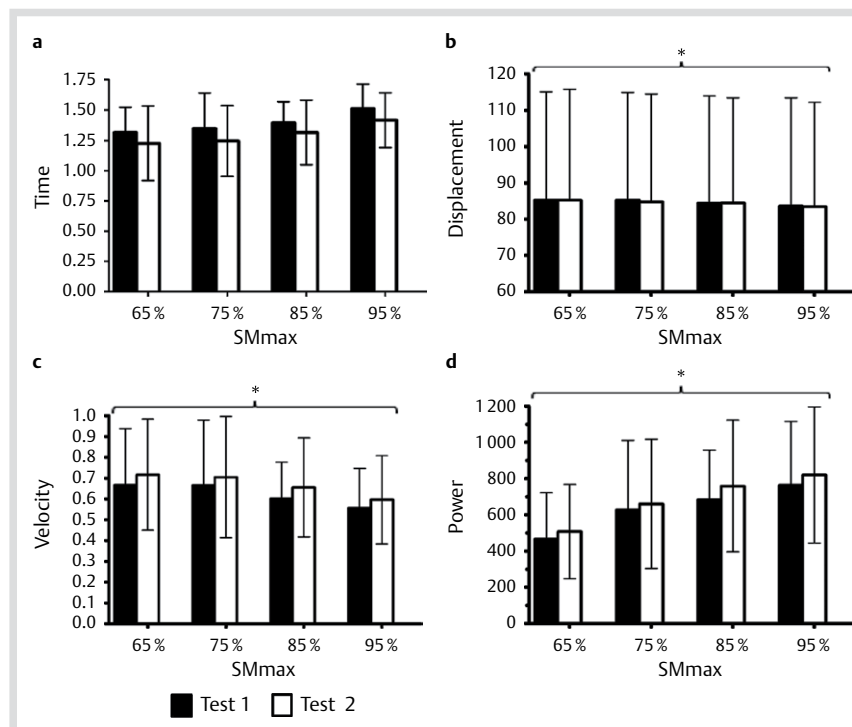 a
1.75
1.50
1.25
1.00
0.75
0.50
0.25
0.00
Time
65 % 75 % 85 % 95 %
SMmax
b
*
120
110
100
90
80
70
60
Displacement
65 % 75 % 85 % 95 %
SMmax
c
*
1.0
0.9
0.8
0.7
0.6
0.5
0.4
0.3
0.2
0.1
0.0
Velocity
65 % 75 % 85 % 95 %
SMmax
d
*
1 200
1 000
800
600
400
200
0
Power
65 % 75 % 85 % 95 %
SMmax
Test 1 Test 2